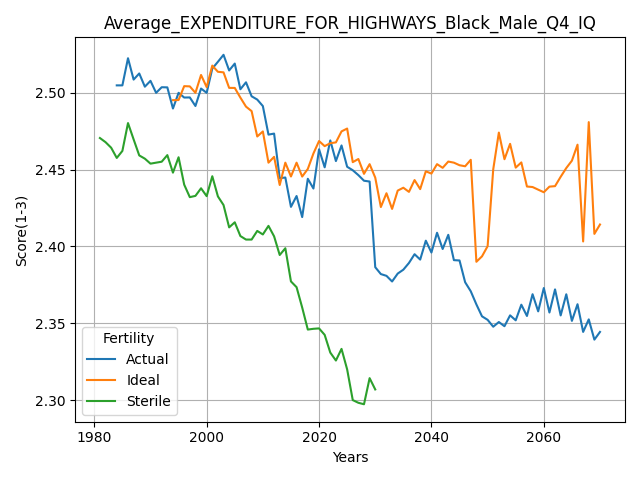 Average_EXPENDITURE_FOR_HIGHWAYS_Black_Male_Q4_IQ
Score(1-3)
2.50
2.45
2.40
2.35
2.30
Fertility
Actual
Ideal
Sterile
1980
2000
2020
2040
2060
Years